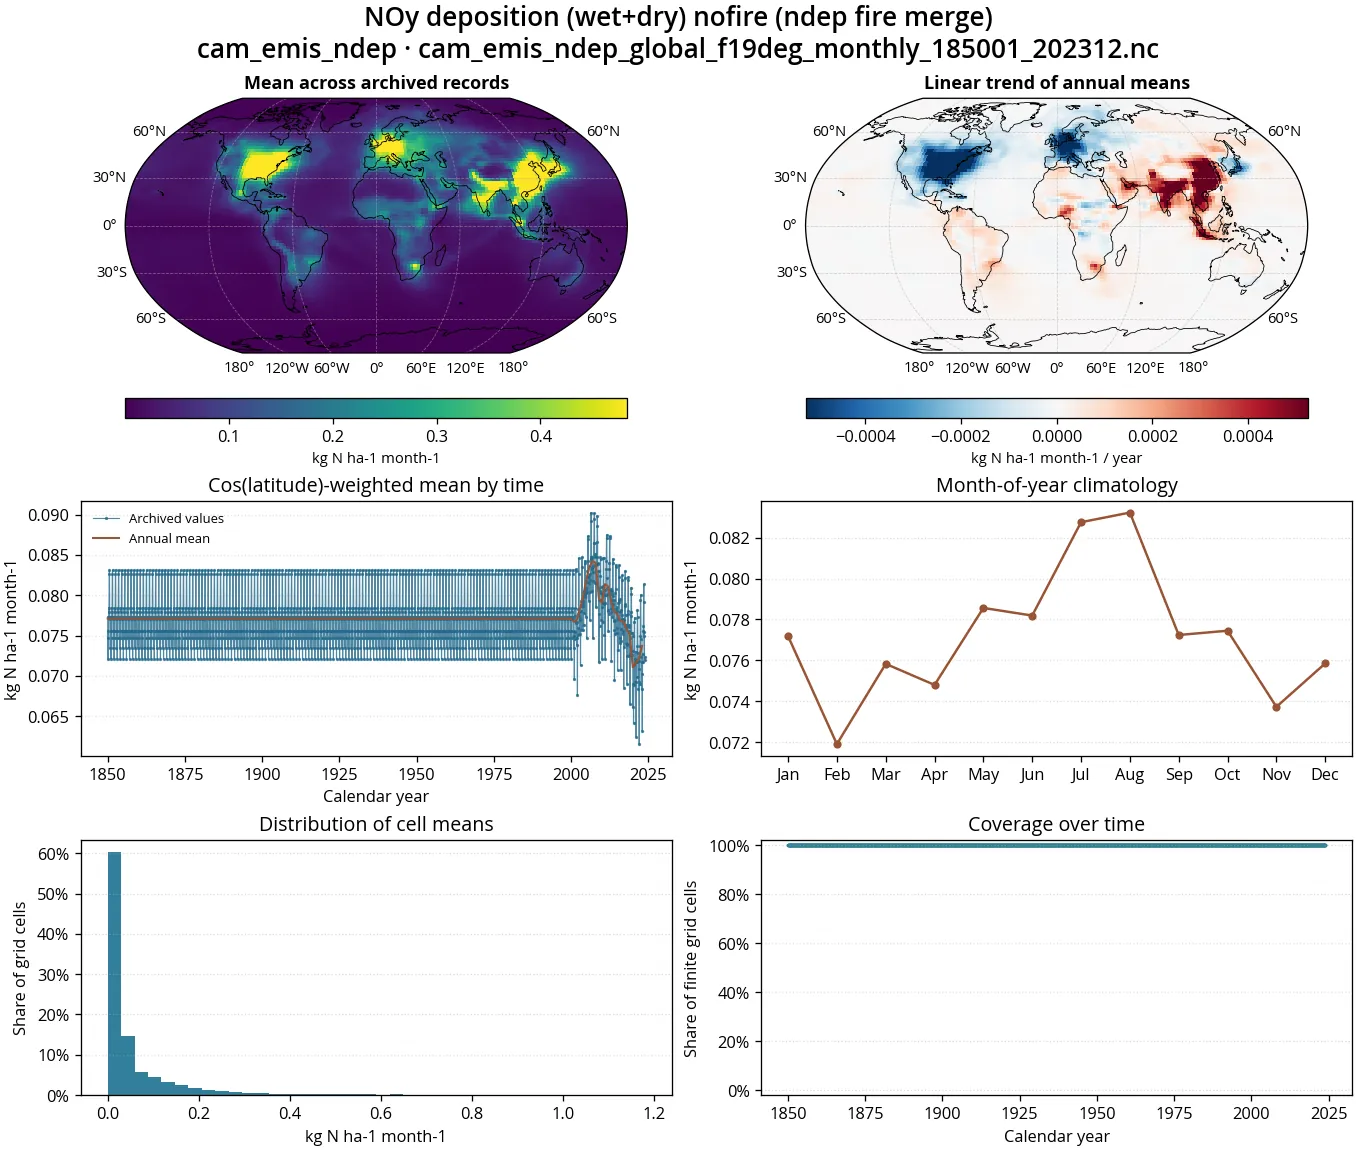 NOy deposition (wet+dry) nofire (ndep fire merge)
cam_emis_ndep · cam_emis_ndep_global_f19deg_monthly_185001_202312.nc
Mean across archived records
60°N 60°N
30°N
0°
30°S
60°S 60°S
180° 120°W 60°W 0° 60°E 120°E 180°
0.1 0.2 0.3 0.4
kg N ha-1 month-1
Linear trend of annual means
60°N 60°N
30°N
0°
30°S
60°S 60°S
180° 120°W 60°W 0° 60°E 120°E 180°
−0.0004 −0.0002 0.0000 0.0002 0.0004
kg N ha-1 month-1 / year
Cos(latitude)-weighted mean by time
kg N ha-1 month-1
0.090
0.085
0.080
0.075
0.070
0.065
Archived values
Annual mean
1850 1875 1900 1925 1950 1975 2000 2025
Calendar year
Month-of-year climatology
kg N ha-1 month-1
0.082
0.080
0.078
0.076
0.074
0.072
Jan Feb Mar Apr May Jun Jul Aug Sep Oct Nov Dec
Distribution of cell means
Share of grid cells
60%
50%
40%
30%
20%
10%
0%
0.0 0.2 0.4 0.6 0.8 1.0 1.2
kg N ha-1 month-1
Coverage over time
Share of finite grid cells
100%
80%
60%
40%
20%
0%
1850 1875 1900 1925 1950 1975 2000 2025
Calendar year